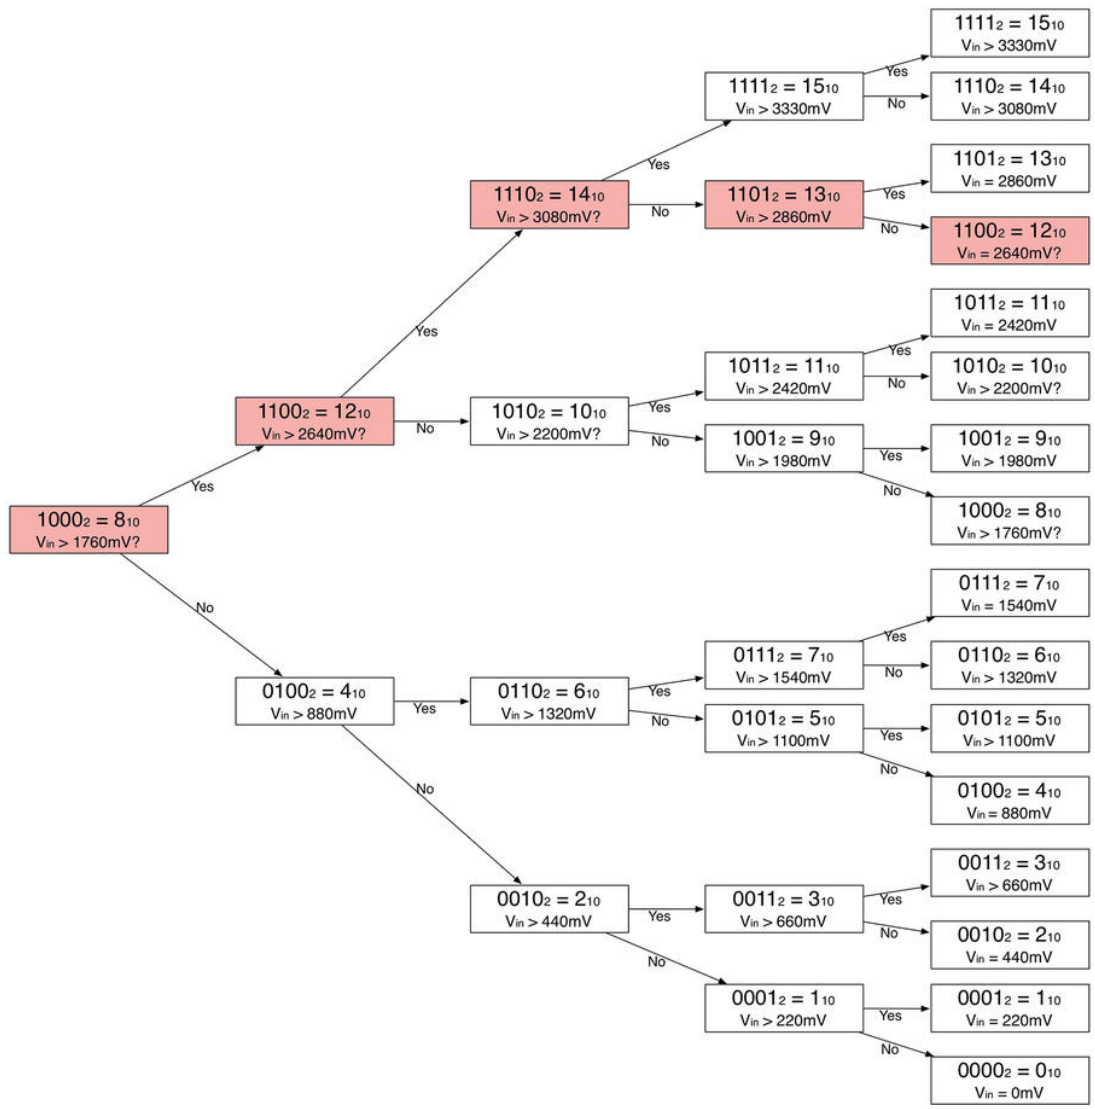 1111₂ = 15₁₀
Vin > 3330mV
Yes
1111₂ = 15₁₀
Vin > 3330mV
No
1110₂ = 14₁₀
Vin > 3080mV
Yes
1101₂ = 13₁₀
Vin = 2860mV
1110₂ = 14₁₀
Vin > 3080mV?
No
1101₂ = 13₁₀
Vin > 2860mV
Yes
No
1100₂ = 12₁₀
Vin = 2640mV?
Yes
1011₂ = 11₁₀
Vin = 2420mV
1011₂ = 11₁₀
Vin > 2420mV
Yes
No
1010₂ = 10₁₀
Vin > 2200mV?
1100₂ = 12₁₀
Vin > 2640mV?
No
1010₂ = 10₁₀
Vin > 2200mV?
Yes
No
1001₂ = 9₁₀
Vin > 1980mV
Yes
1001₂ = 9₁₀
Vin > 1980mV
Yes
No
1000₂ = 8₁₀
Vin > 1760mV?
1000₂ = 8₁₀
Vin > 1760mV?
No
0111₂ = 7₁₀
Vin = 1540mV
0111₂ = 7₁₀
Vin > 1540mV
Yes
No
0110₂ = 6₁₀
Vin > 1320mV
0100₂ = 4₁₀
Vin > 880mV
Yes
0110₂ = 6₁₀
Vin > 1320mV
Yes
No
0101₂ = 5₁₀
Vin > 1100mV
Yes
0101₂ = 5₁₀
Vin > 1100mV
No
0100₂ = 4₁₀
Vin = 880mV
No
0011₂ = 3₁₀
Vin > 660mV
0010₂ = 2₁₀
Vin > 440mV
Yes
0011₂ = 3₁₀
Vin > 660mV
Yes
No
0010₂ = 2₁₀
Vin = 440mV
No
0001₂ = 1₁₀
Vin > 220mV
Yes
0001₂ = 1₁₀
Vin = 220mV
No
0000₂ = 0₁₀
Vin = 0mV